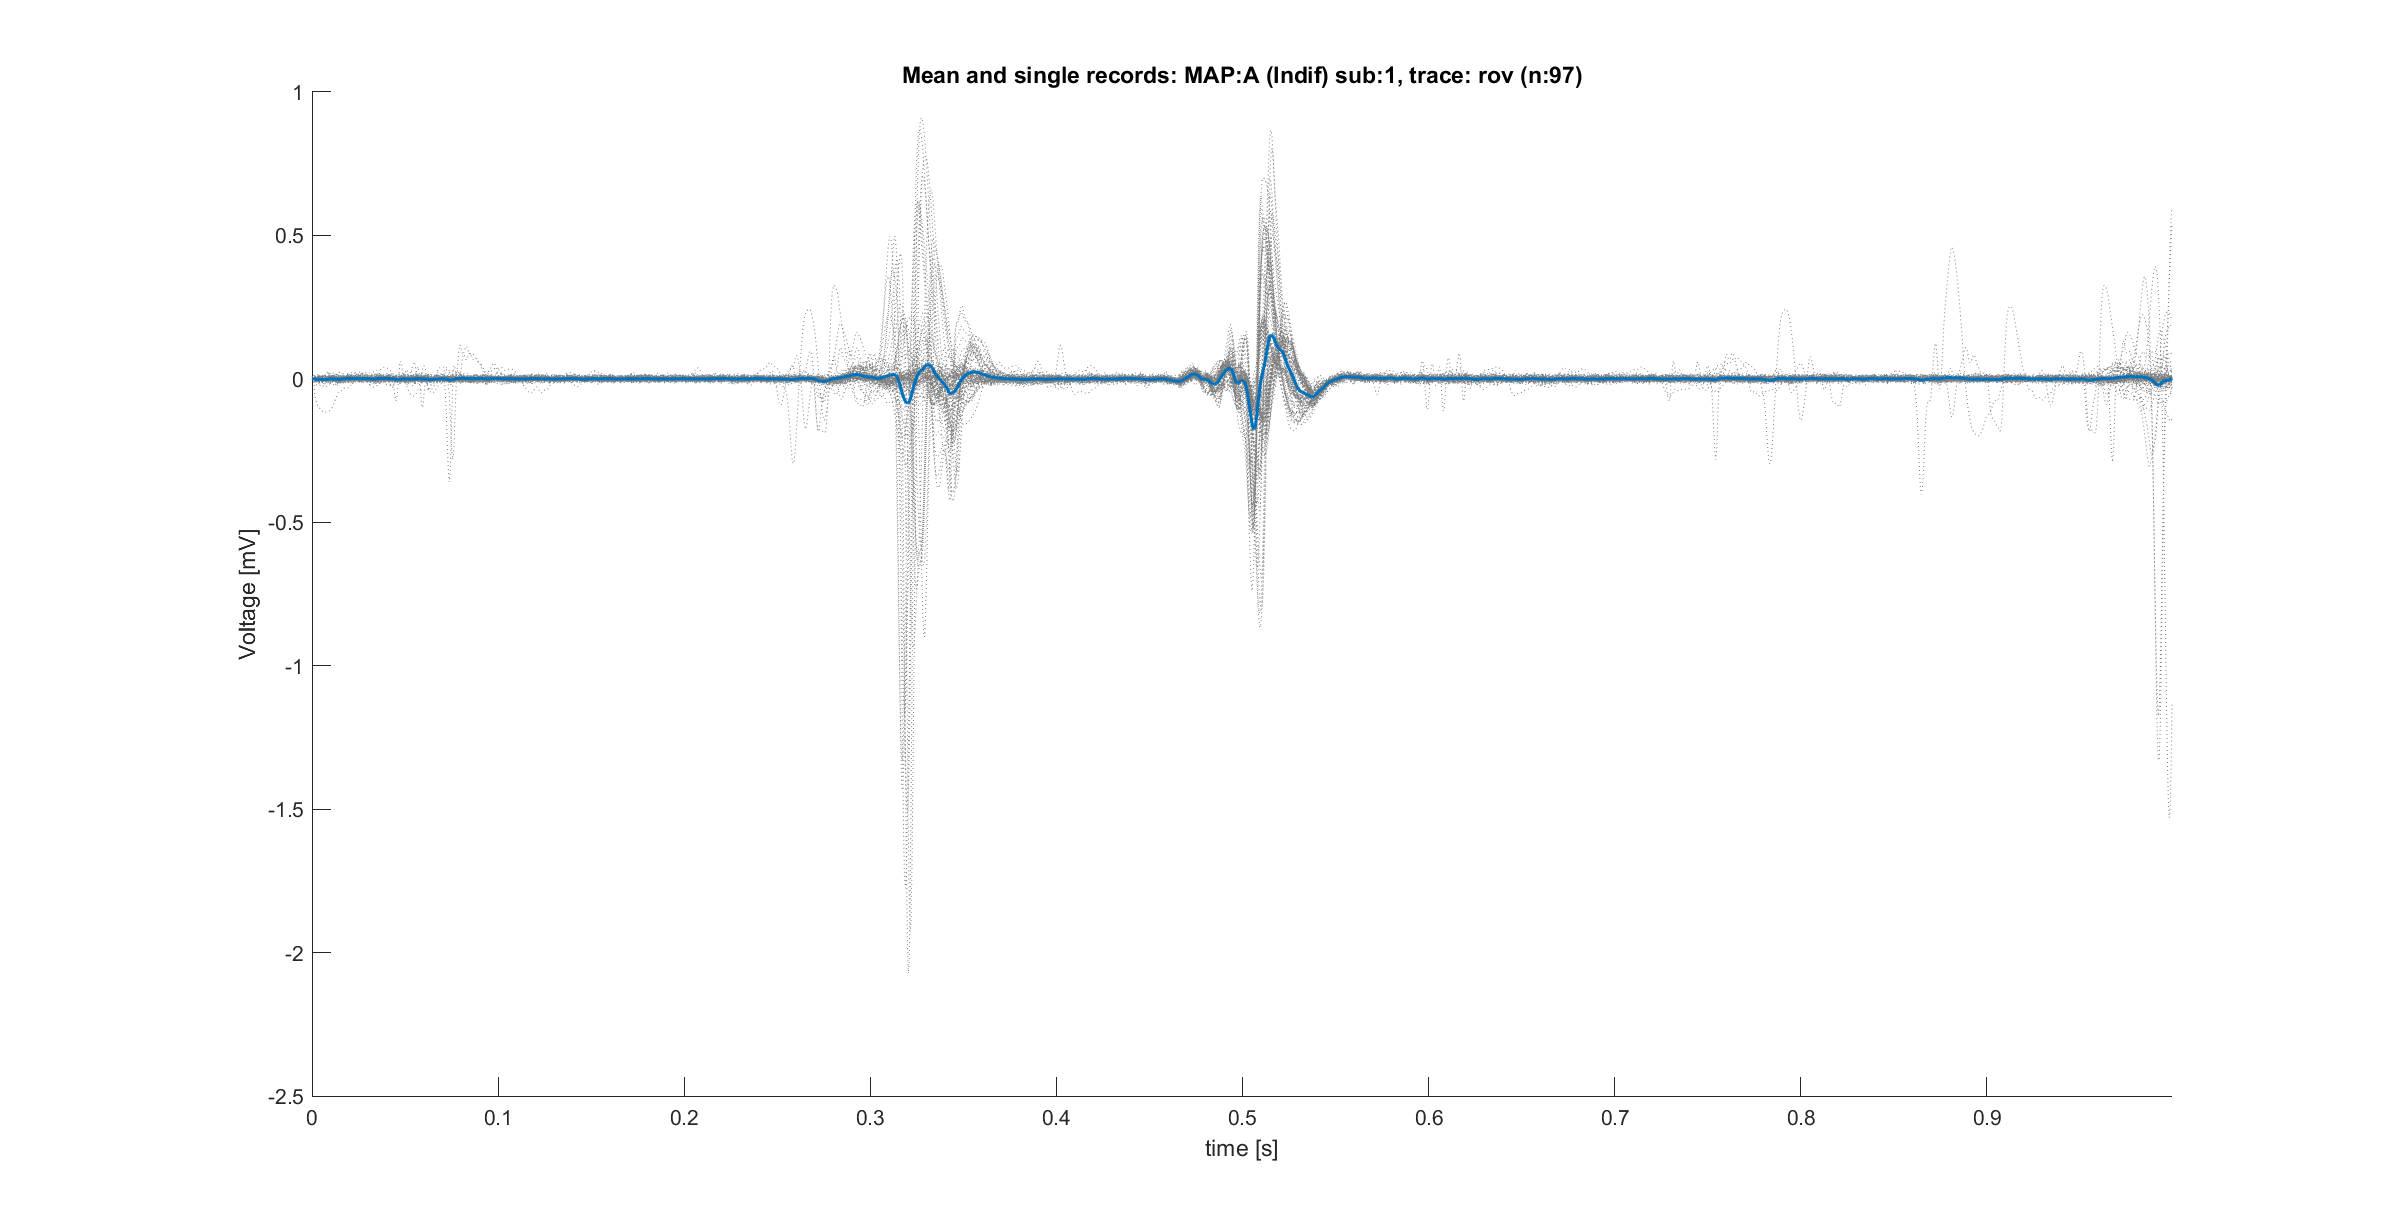 Mean and single records: MAP:A (Indif) sub:1, trace: rov (n:97)
1
0.5
0
-0.5
-1
-1.5
-2
-2.5
Voltage [mV]
0 0.1 0.2 0.3 0.4 0.5 0.6 0.7 0.8 0.9
time [s]